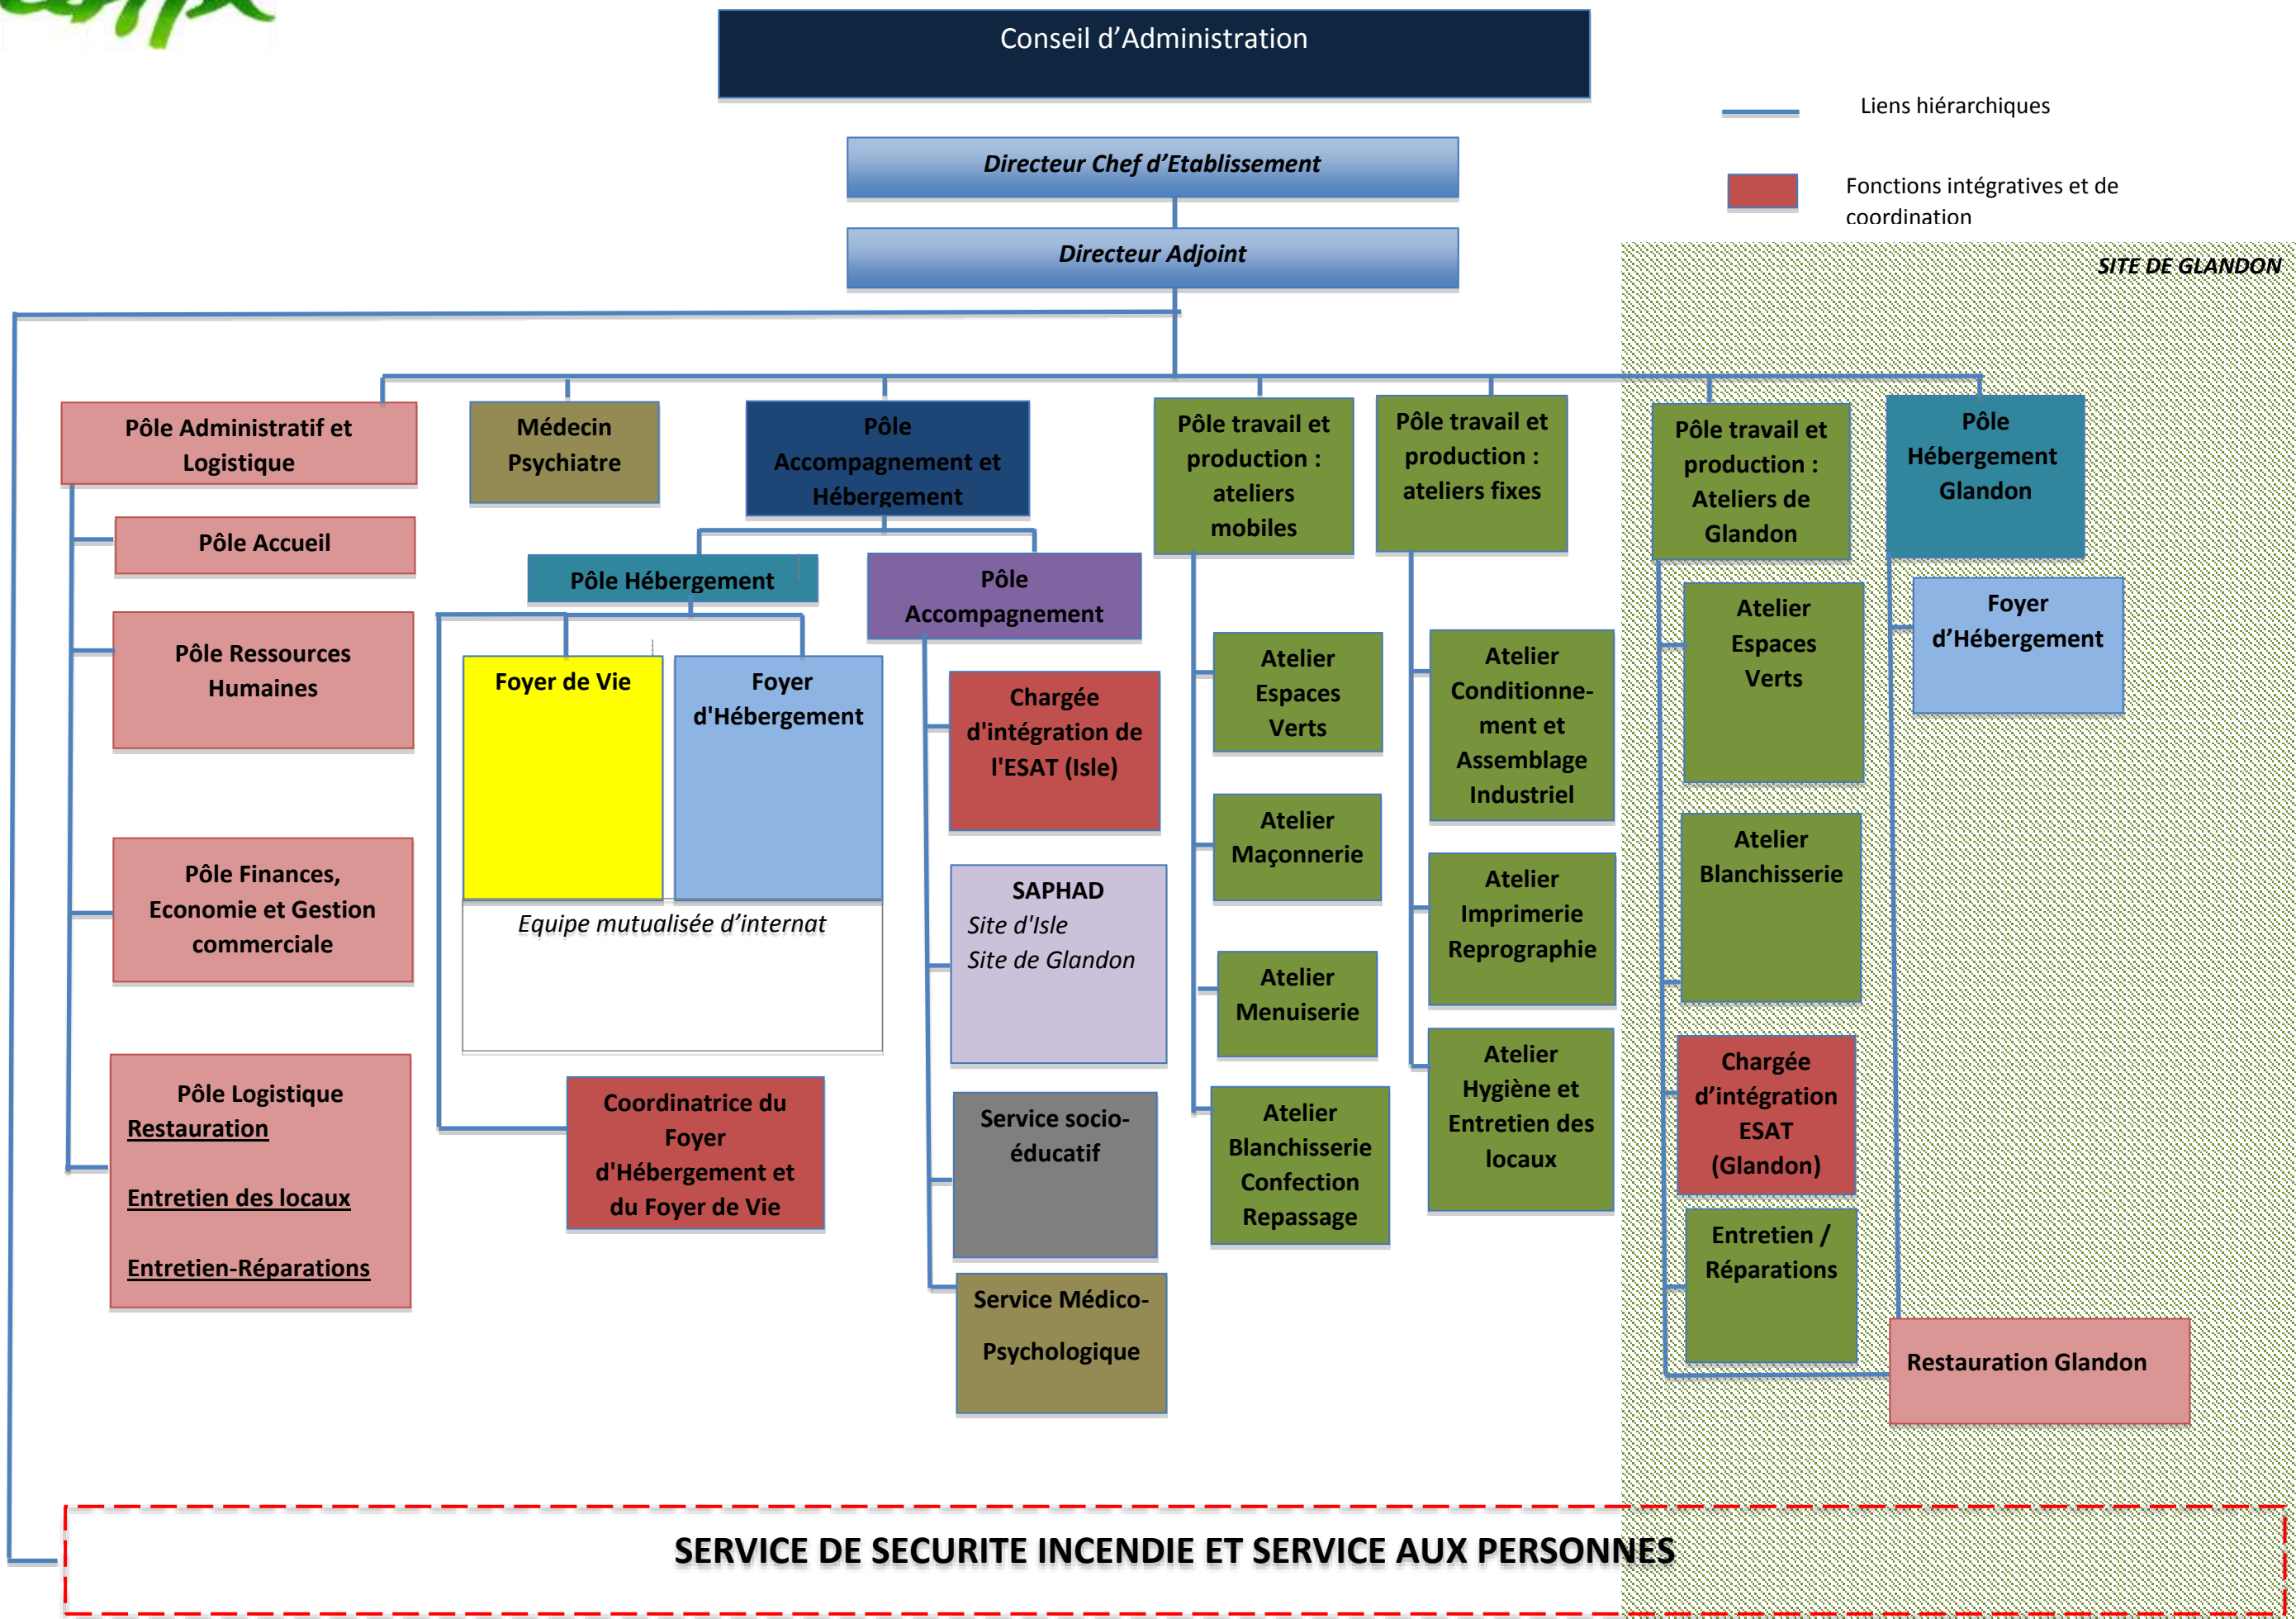 Conseil d’Administration
Liens hiérarchiques
Directeur Chef d’Etablissement
Fonctions intégratives et de
coordination
Directeur Adjoint
SITE DE GLANDON
Pôle Administratif et
Logistique
Médecin
Psychiatre
Pôle
Accompagnement et
Hébergement
Pôle travail et
production :
ateliers
mobiles
Pôle travail et
production :
ateliers fixes
Pôle travail et
production :
Ateliers de
Glandon
Pôle
Hébergement
Glandon
Pôle Accueil
Pôle Ressources
Humaines
Pôle Finances,
Economie et Gestion
commerciale
Pôle Logistique
Restauration
Entretien des locaux
Entretien-Réparations
Pôle Hébergement
Foyer de Vie
Foyer
d'Hébergement
Equipe mutualisée d’internat
Coordinatrice du
Foyer
d'Hébergement et
du Foyer de Vie
Pôle
Accompagnement
Chargée
d'intégration de
l'ESAT (Isle)
SAPHAD
Site d'Isle
Site de Glandon
Service socio-
éducatif
Service Médico-
Psychologique
Atelier
Espaces
Verts
Atelier
Maçonnerie
Atelier
Menuiserie
Atelier
Blanchisserie
Confection
Repassage
Atelier
Conditionne-
ment et
Assemblage
Industriel
Atelier
Imprimerie
Reprographie
Atelier
Hygiène et
Entretien des
locaux
Atelier
Espaces
Verts
Atelier
Blanchisserie
Chargée
d’intégration
ESAT
(Glandon)
Entretien /
Réparations
Foyer
d’Hébergement
Restauration Glandon
SERVICE DE SECURITE INCENDIE ET SERVICE AUX PERSONNES